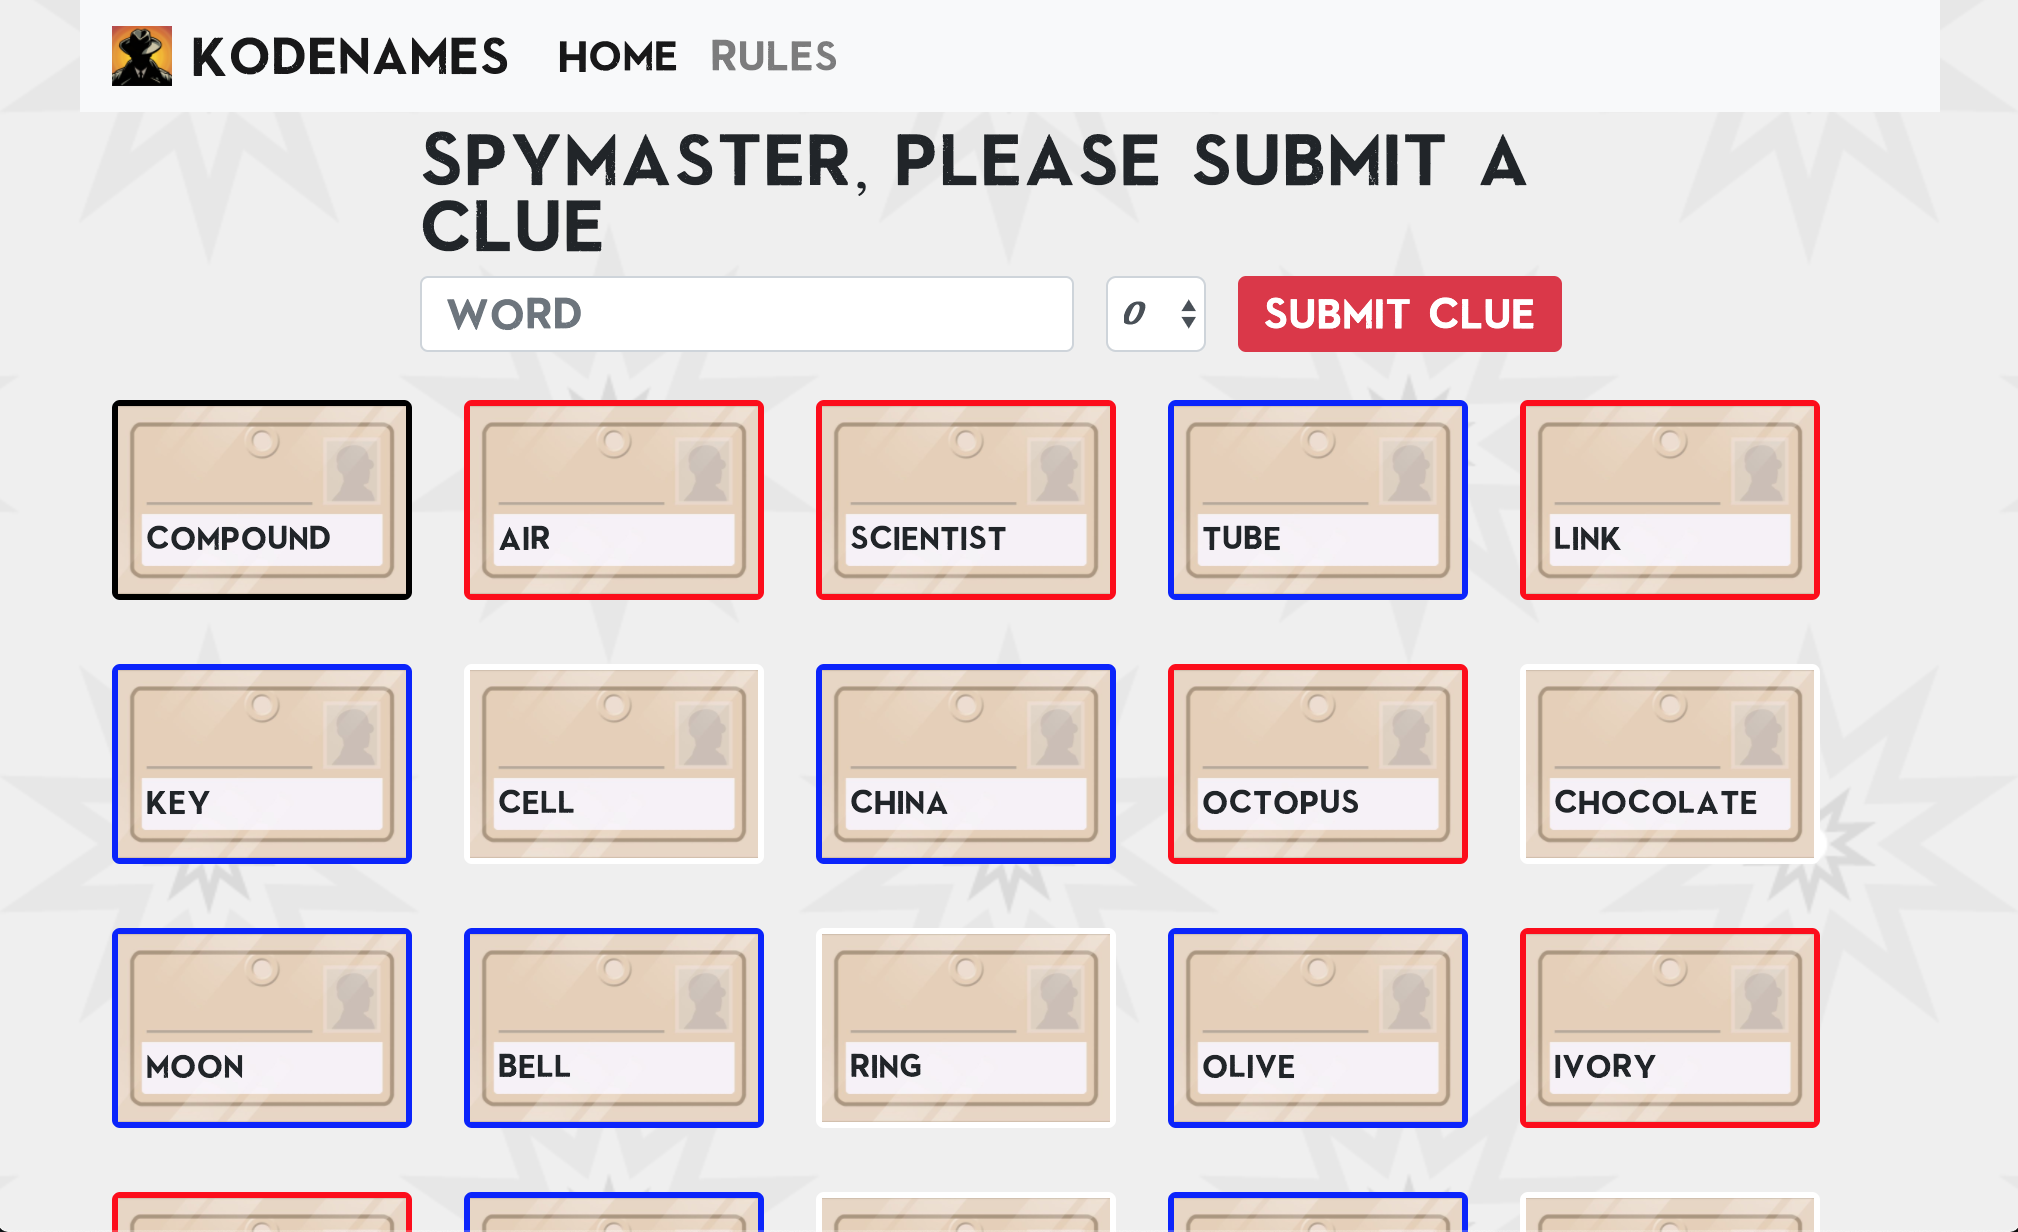 KODENAMES HOME RULES
SPYMASTER, PLEASE SUBMIT A
CLUE
WORD 0 SUBMIT CLUE
COMPOUND AIR SCIENTIST TUBE LINK
KEY CELL CHINA OCTOPUS CHOCOLATE
MOON BELL RING OLIVE IVORY